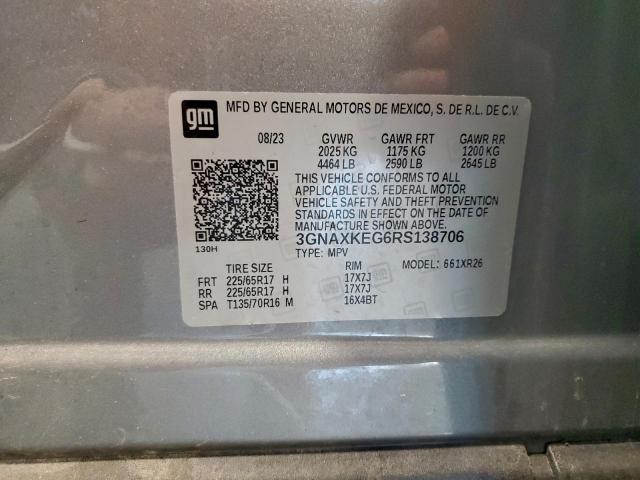 gm MFD BY GENERAL MOTORS DE MEXICO, S. DE R.L. DE C.V.
08/23 GVWR GAWR FRT GAWR RR
2025 KG 1175 KG 1200 KG
4464 LB 2590 LB 2645 LB
THIS VEHICLE CONFORMS TO ALL
APPLICABLE U.S. FEDERAL MOTOR
VEHICLE SAFETY AND THEFT PREVENTION
STANDARDS IN EFFECT ON THE DATE OF
MANUFACTURE SHOWN ABOVE.
130H 3GNAXKEG6RS138706
TYPE: MPV
TIRE SIZE RIM MODEL: 661XR26
FRT 225/65R17 H 17X7J
RR 225/65R17 H 17X7J
SPA T135/70R16 M 16X4BT